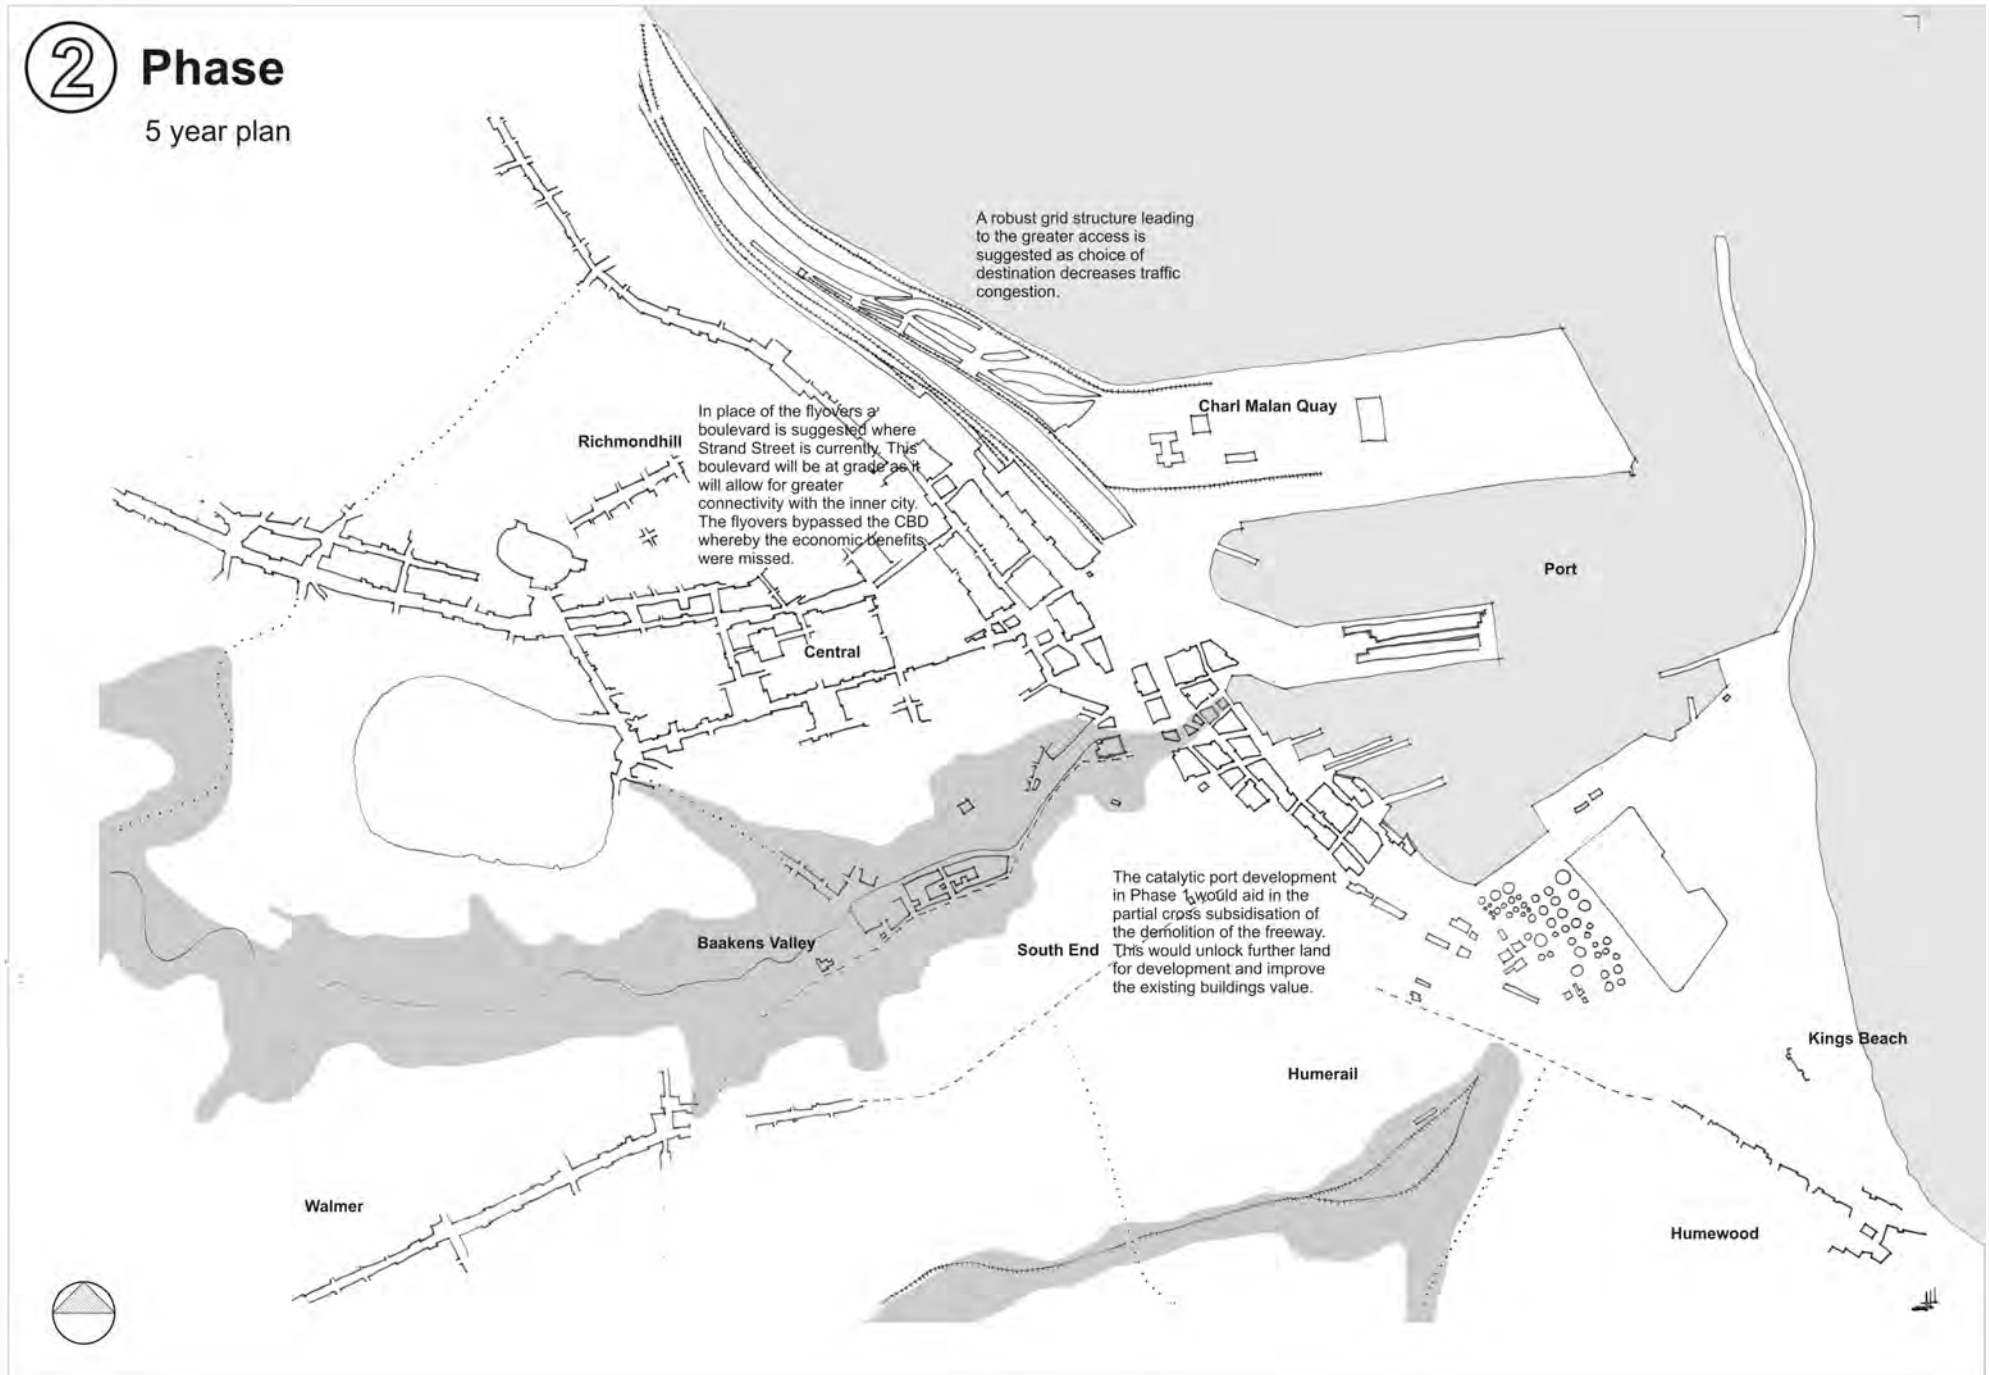 2 Phase
5 year plan
A robust grid structure leading
to the greater access is
suggested as choice of
destination decreases traffic
congestion.
Charl Malan Quay
In place of the flyovers a
boulevard is suggested where
Strand Street is currently. This
boulevard will be at grade as it
will allow for greater
connectivity with the inner city.
The flyovers bypassed the CBD
whereby the economic benefits
were missed.
Richmondhill
Port
Central
The catalytic port development
in Phase 1 would aid in the
partial cross subsidisation of
the demolition of the freeway.
This would unlock further land
for development and improve
the existing buildings value.
Baakens Valley
South End
Kings Beach
Humerail
Walmer
Humewood